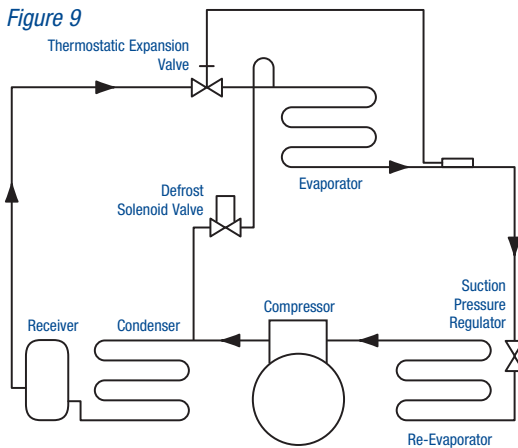 Figure 9
Thermostatic Expansion
Valve
Evaporator
Defrost
Solenoid Valve
Suction
Pressure
Regulator
Compressor
Receiver
Condenser
Re-Evaporator